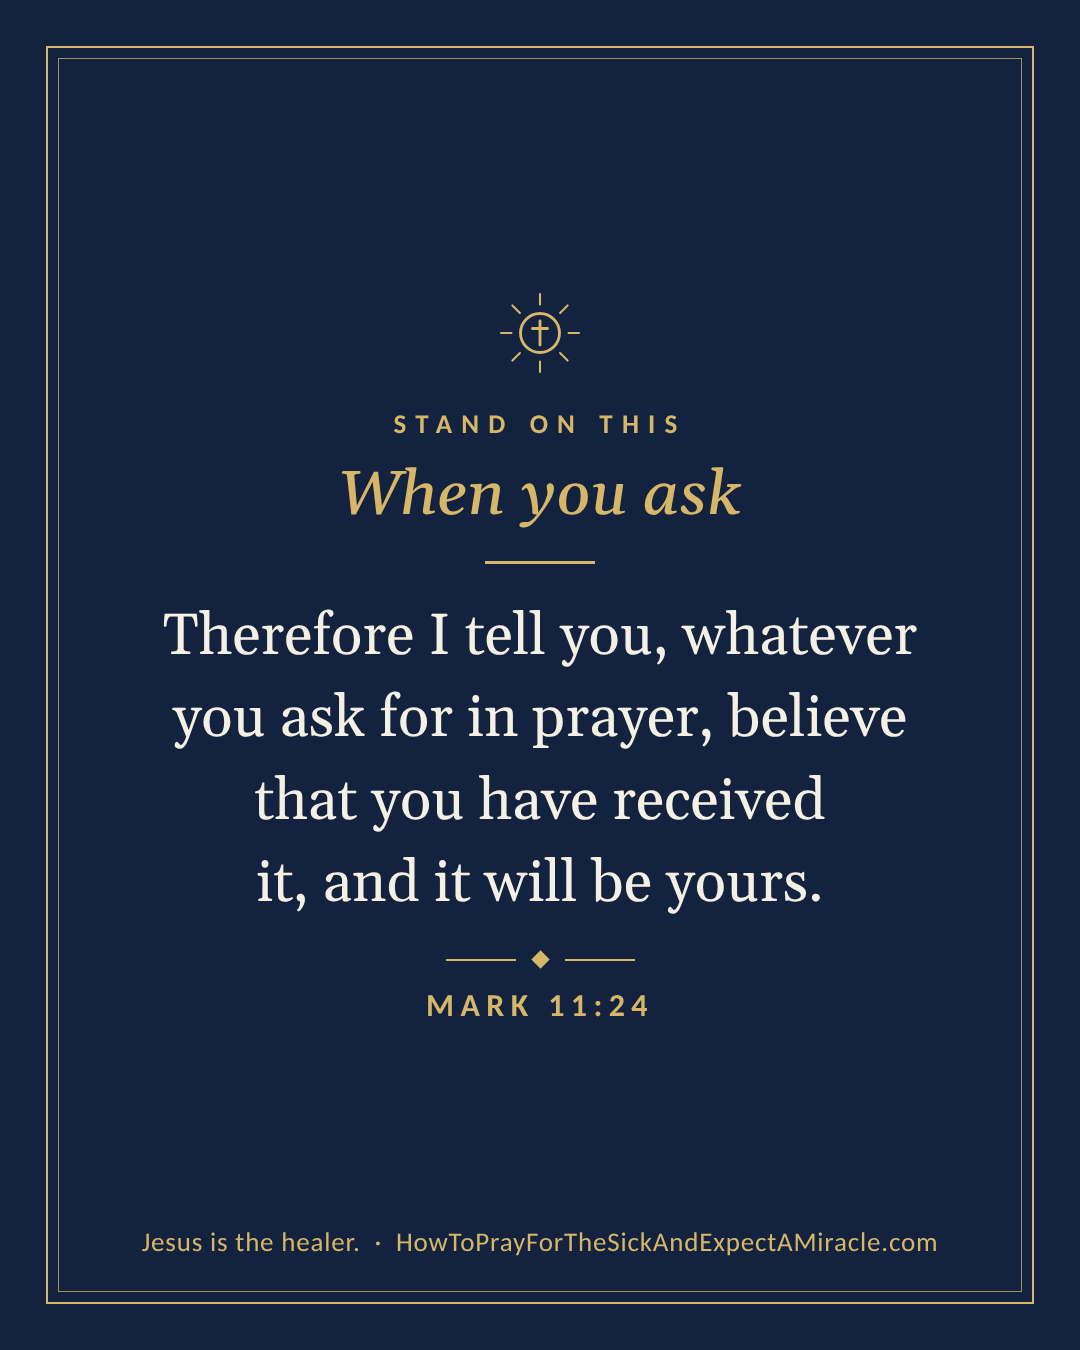 STAND ON THIS
When you ask
Therefore I tell you, whatever
you ask for in prayer, believe
that you have received
it, and it will be yours.
MARK 11:24
Jesus is the healer. · HowToPrayForTheSickAndExpectAMiracle.com